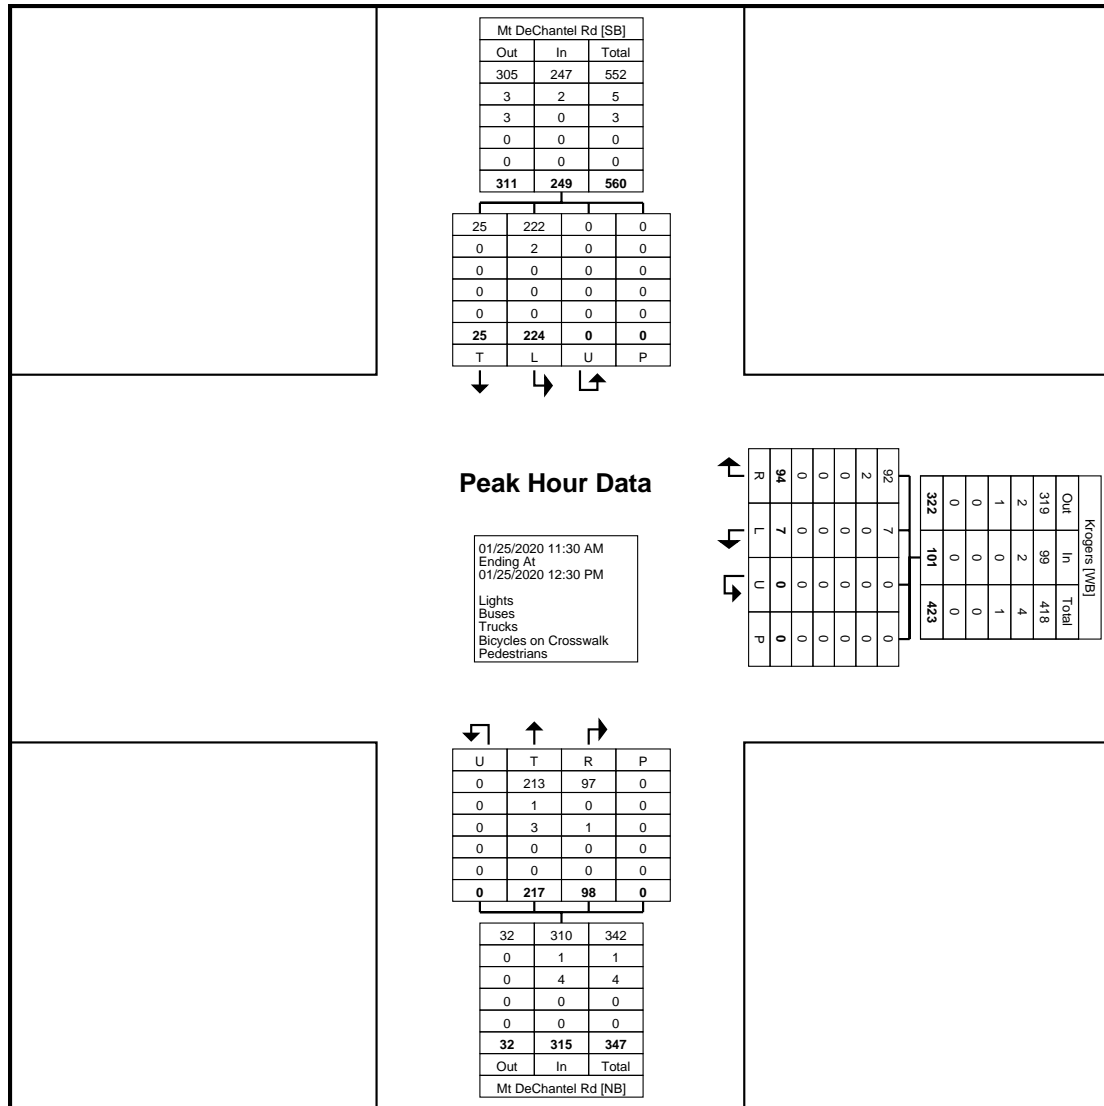 Mt DeChantel Rd [SB]
Out In Total
305 247 552
3 2 5
3 0 3
0 0 0
0 0 0
311 249 560
25 222 0 0
0 2 0 0
0 0 0 0
0 0 0 0
0 0 0 0
25 224 0 0
T L U P
Peak Hour Data
01/25/2020 11:30 AM
Ending At
01/25/2020 12:30 PM
Lights
Buses
Trucks
Bicycles on Crosswalk
Pedestrians
Krogers [WB]
Out In Total
319 99 418
2 2 4
1 0 1
0 0 0
0 0 0
322 101 423
92 7 0 0
2 0 0 0
0 0 0 0
0 0 0 0
0 0 0 0
94 7 0 0
R L U P
U T R P
0 213 97 0
0 1 0 0
0 3 1 0
0 0 0 0
0 0 0 0
0 217 98 0
32 310 342
0 1 1
0 4 4
0 0 0
0 0 0
32 315 347
Out In Total
Mt DeChantel Rd [NB]